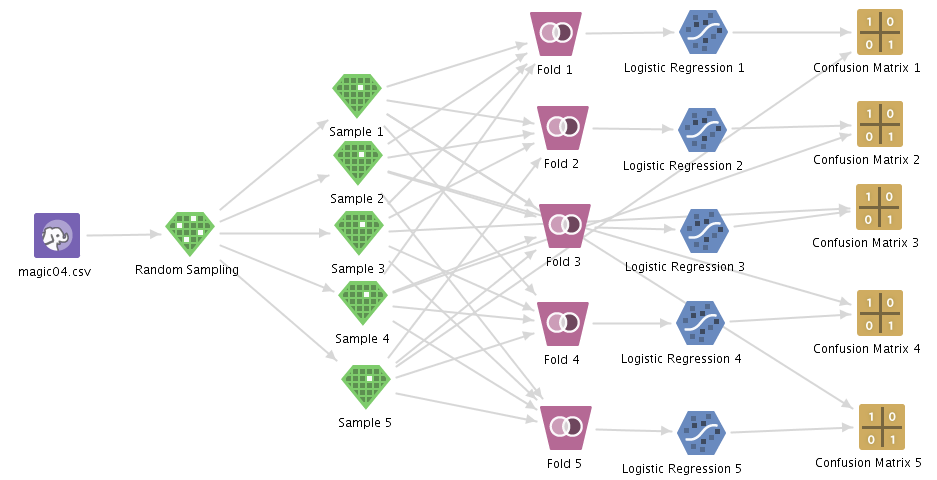 magic04.csv
Random Sampling
Sample 1
Sample 2
Sample 3
Sample 4
Sample 5
Fold 1
Fold 2
Fold 3
Fold 4
Fold 5
Logistic Regression 1
Logistic Regression 2
Logistic Regression 3
Logistic Regression 4
Logistic Regression 5
1 0
0 1
Confusion Matrix 1
1 0
0 1
Confusion Matrix 2
1 0
0 1
Confusion Matrix 3
1 0
0 1
Confusion Matrix 4
1 0
0 1
Confusion Matrix 5